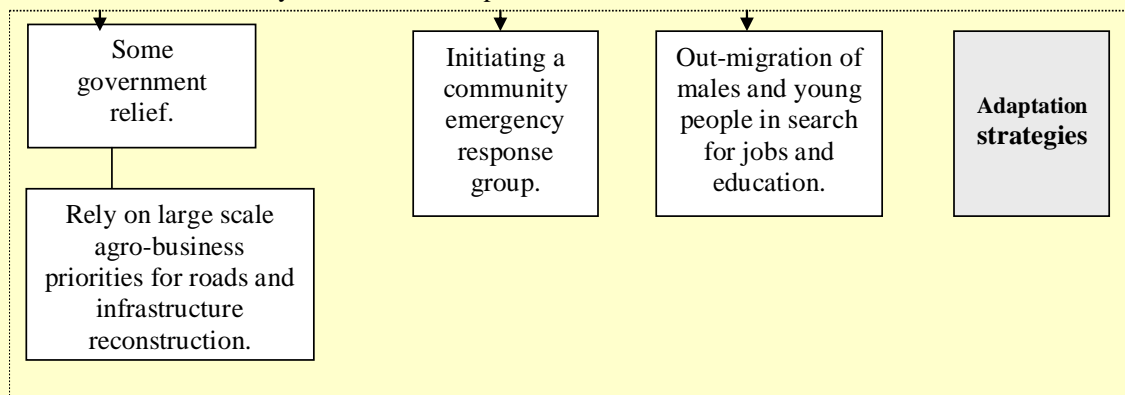 Some
government
relief.
Rely on large scale
agro-business
priorities for roads and
infrastructure
reconstruction.
Initiating a
community
emergency
response
group.
Out-migration of
males and young
people in search
for jobs and
education.
Adaptation
strategies